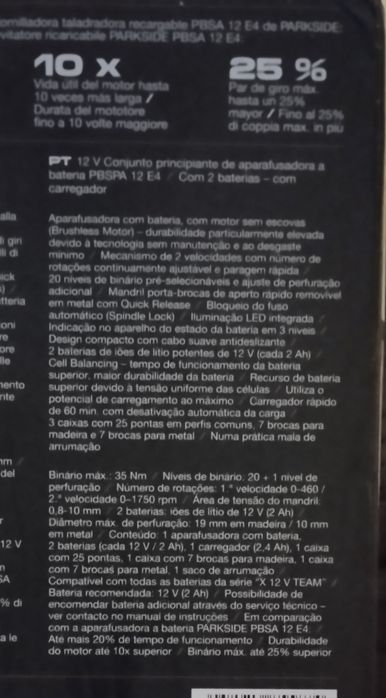 ornilladora taladradora recargable PBSA 12 E4 de PARKSIDE
vitatore ricaricabile PARKSIDE PBSA 12 E4
10 x
Vida útil del motor hasta
10 veces más larga /
Durata del mototore
fino a 10 volte maggiore
25 %
Par de giro máx.
hasta un 25%
mayor / Fino al 25%
di coppia max. in più
PT 12 V Conjunto principiante de aparafusadora a
bateria PBSPA 12 E4 / Com 2 baterias – com
carregador
Aparafusadora com bateria, com motor sem escovas
(Brushless Motor) – durabilidade particularmente elevada
devido à tecnologia sem manutenção e ao desgaste
mínimo / Mecanismo de 2 velocidades com número de
rotações continuamente ajustável e paragem rápida
20 níveis de binário pré-selecionáveis e ajuste de perfuração
adicional / Mandril porta-brocas de aperto rápido removível
em metal com Quick Release / Bloqueio do fuso
automático (Spindle Lock) / Iluminação LED integrada
Indicação no aparelho do estado da bateria em 3 níveis
Design compacto com cabo suave antideslizante
2 baterias de iões de lítio potentes de 12 V (cada 2 Ah)
Cell Balancing – tempo de funcionamento da bateria
superior, maior durabilidade da bateria / Recurso de bateria
superior devido à tensão uniforme das células / Utiliza o
potencial de carregamento ao máximo / Carregador rápido
de 60 min. com desativação automática da carga
3 caixas com 25 pontas em perfis comuns, 7 brocas para
madeira e 7 brocas para metal / Numa prática mala de
arrumação
Binário máx.: 35 Nm / Níveis de binário: 20 + 1 nível de
perfuração / Número de rotações: 1.ª velocidade 0-460 /
2.ª velocidade 0–1750 rpm / Área de tensão do mandril:
0,8-10 mm / 2 baterias: iões de lítio de 12 V (2 Ah)
Diâmetro máx. de perfuração: 19 mm em madeira / 10 mm
em metal / Conteúdo: 1 aparafusadora com bateria,
2 baterias (cada 12 V / 2 Ah), 1 carregador (2,4 Ah), 1 caixa
com 25 pontas, 1 caixa com 7 brocas para madeira, 1 caixa
com 7 brocas para metal, 1 saco de arrumação
Compatível com todas as baterias da série "X 12 V TEAM"
Bateria recomendada: 12 V (2 Ah) / Possibilidade de
encomendar bateria adicional através do serviço técnico –
ver contacto no manual de instruções / Em comparação
com a aparafusadora a bateria PARKSIDE PBSA 12 E4
Até mais 20% de tempo de funcionamento / Durabilidade
do motor até 10x superior / Binário máx. até 25% superior